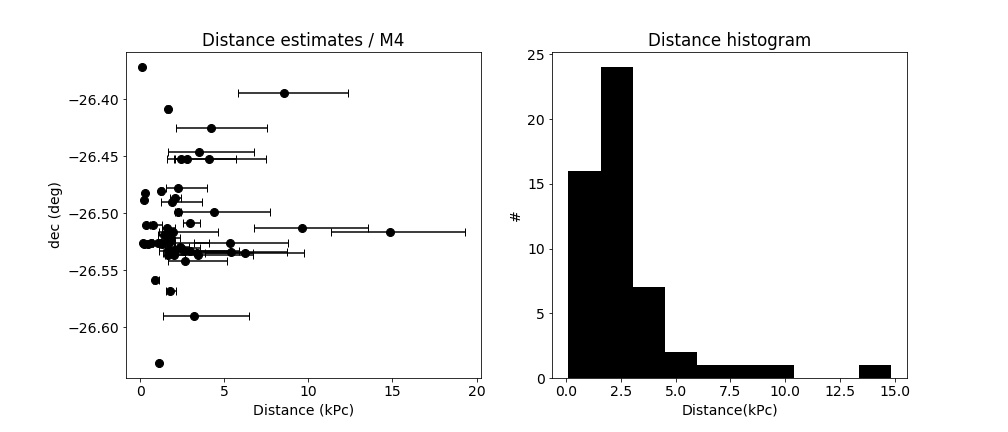 Distance estimates / M4
dec (deg)
−26.40
−26.45
−26.50
−26.55
−26.60
0 5 10 15 20
Distance (kPc)
Distance histogram
#
25
20
15
10
5
0
0.0 2.5 5.0 7.5 10.0 12.5 15.0
Distance(kPc)